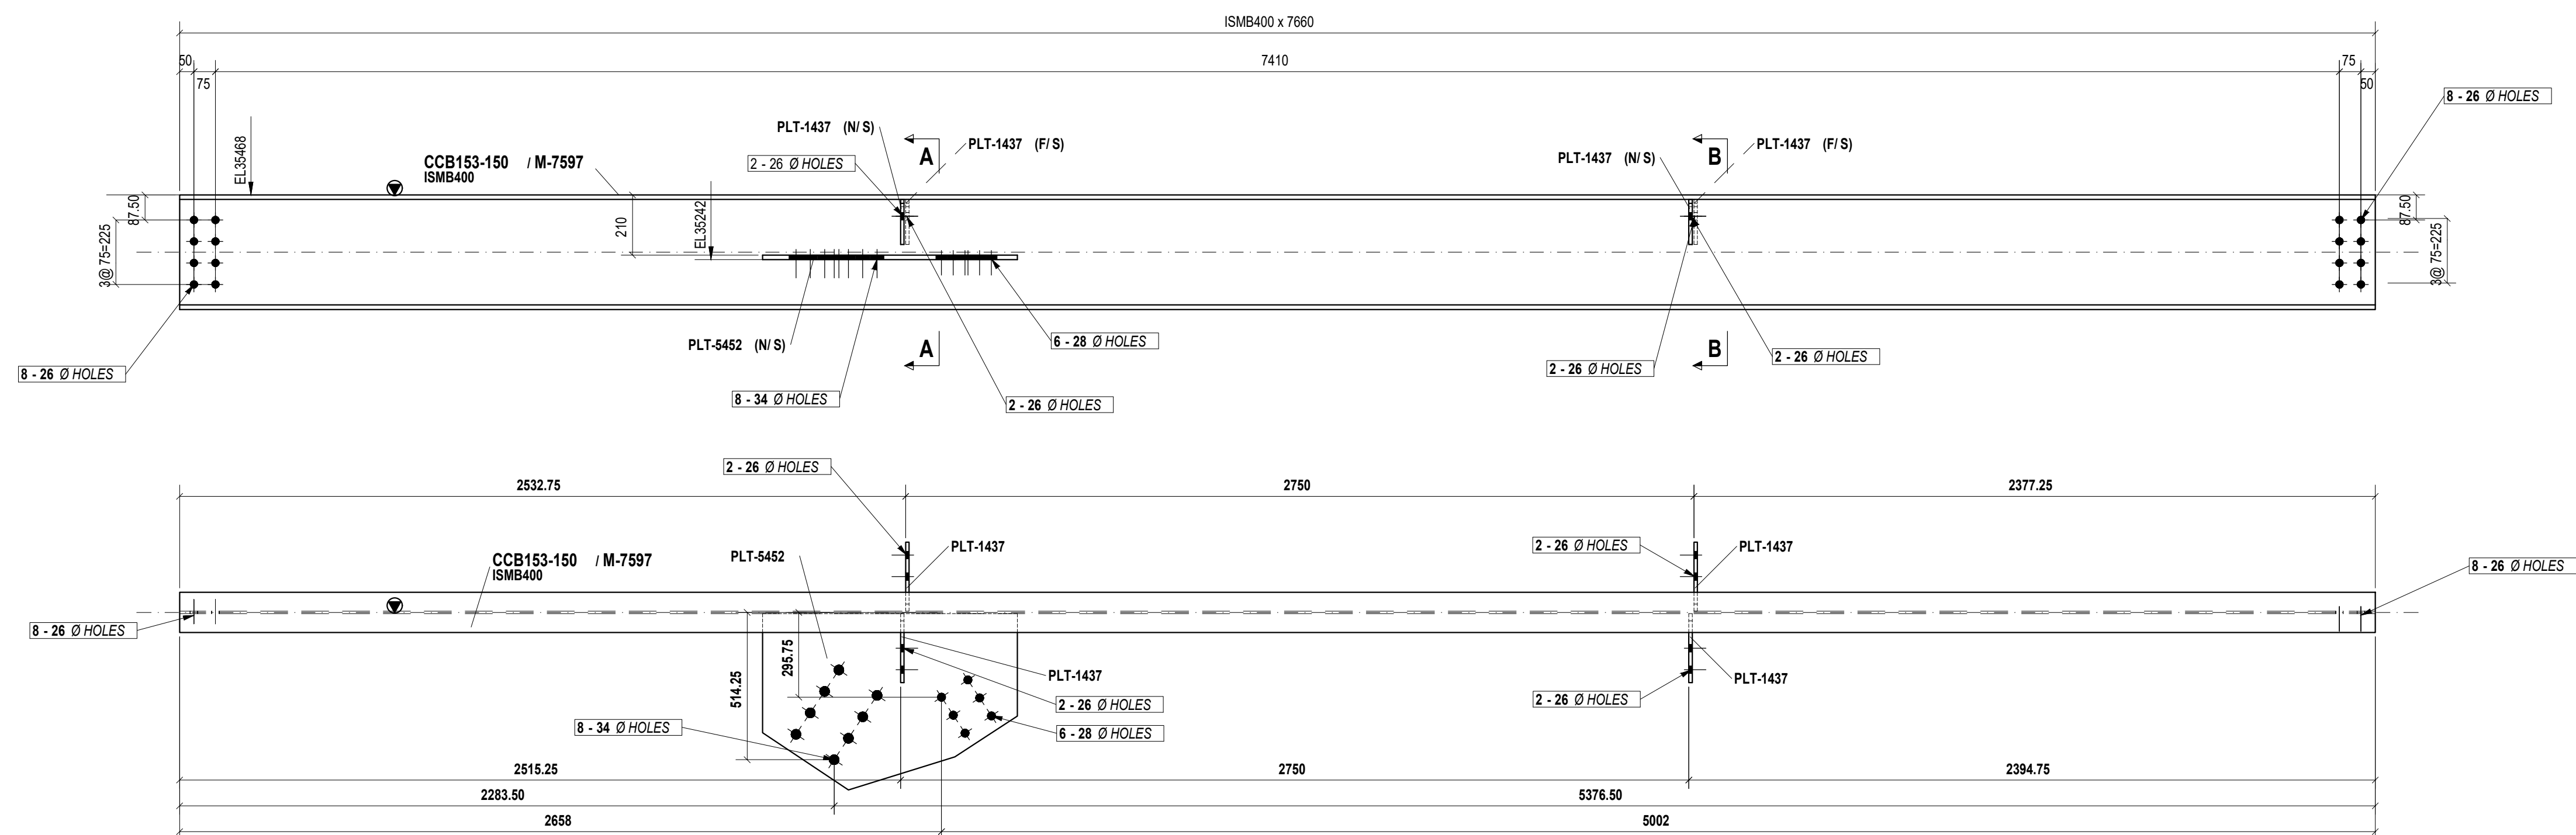 ISMB400 x 7660
50
7410
75
75
50
8 - 26 Ø HOLES
PLT-1437 (N/ S)
A
PLT-1437 (F/ S)
B
PLT-1437 (F/ S)
EL35468
CCB153-150 / M-7597
ISMB400
2 - 26 Ø HOLES
PLT-1437 (N/ S)
87.50
87.50
210
EL35242
3@ 75=225
3@ 75=225
PLT-5452 (N/ S)
A
6 - 28 Ø HOLES
B
2 - 26 Ø HOLES
8 - 26 Ø HOLES
2 - 26 Ø HOLES
8 - 34 Ø HOLES
2 - 26 Ø HOLES
2 - 26 Ø HOLES
2532.75
2750
2377.25
CCB153-150 / M-7597
ISMB400
PLT-5452
PLT-1437
2 - 26 Ø HOLES
PLT-1437
8 - 26 Ø HOLES
8 - 26 Ø HOLES
295.75
514.25
PLT-1437
PLT-1437
2 - 26 Ø HOLES
2 - 26 Ø HOLES
8 - 34 Ø HOLES
6 - 28 Ø HOLES
2515.25
2750
2394.75
2283.50
5376.50
2658
5002